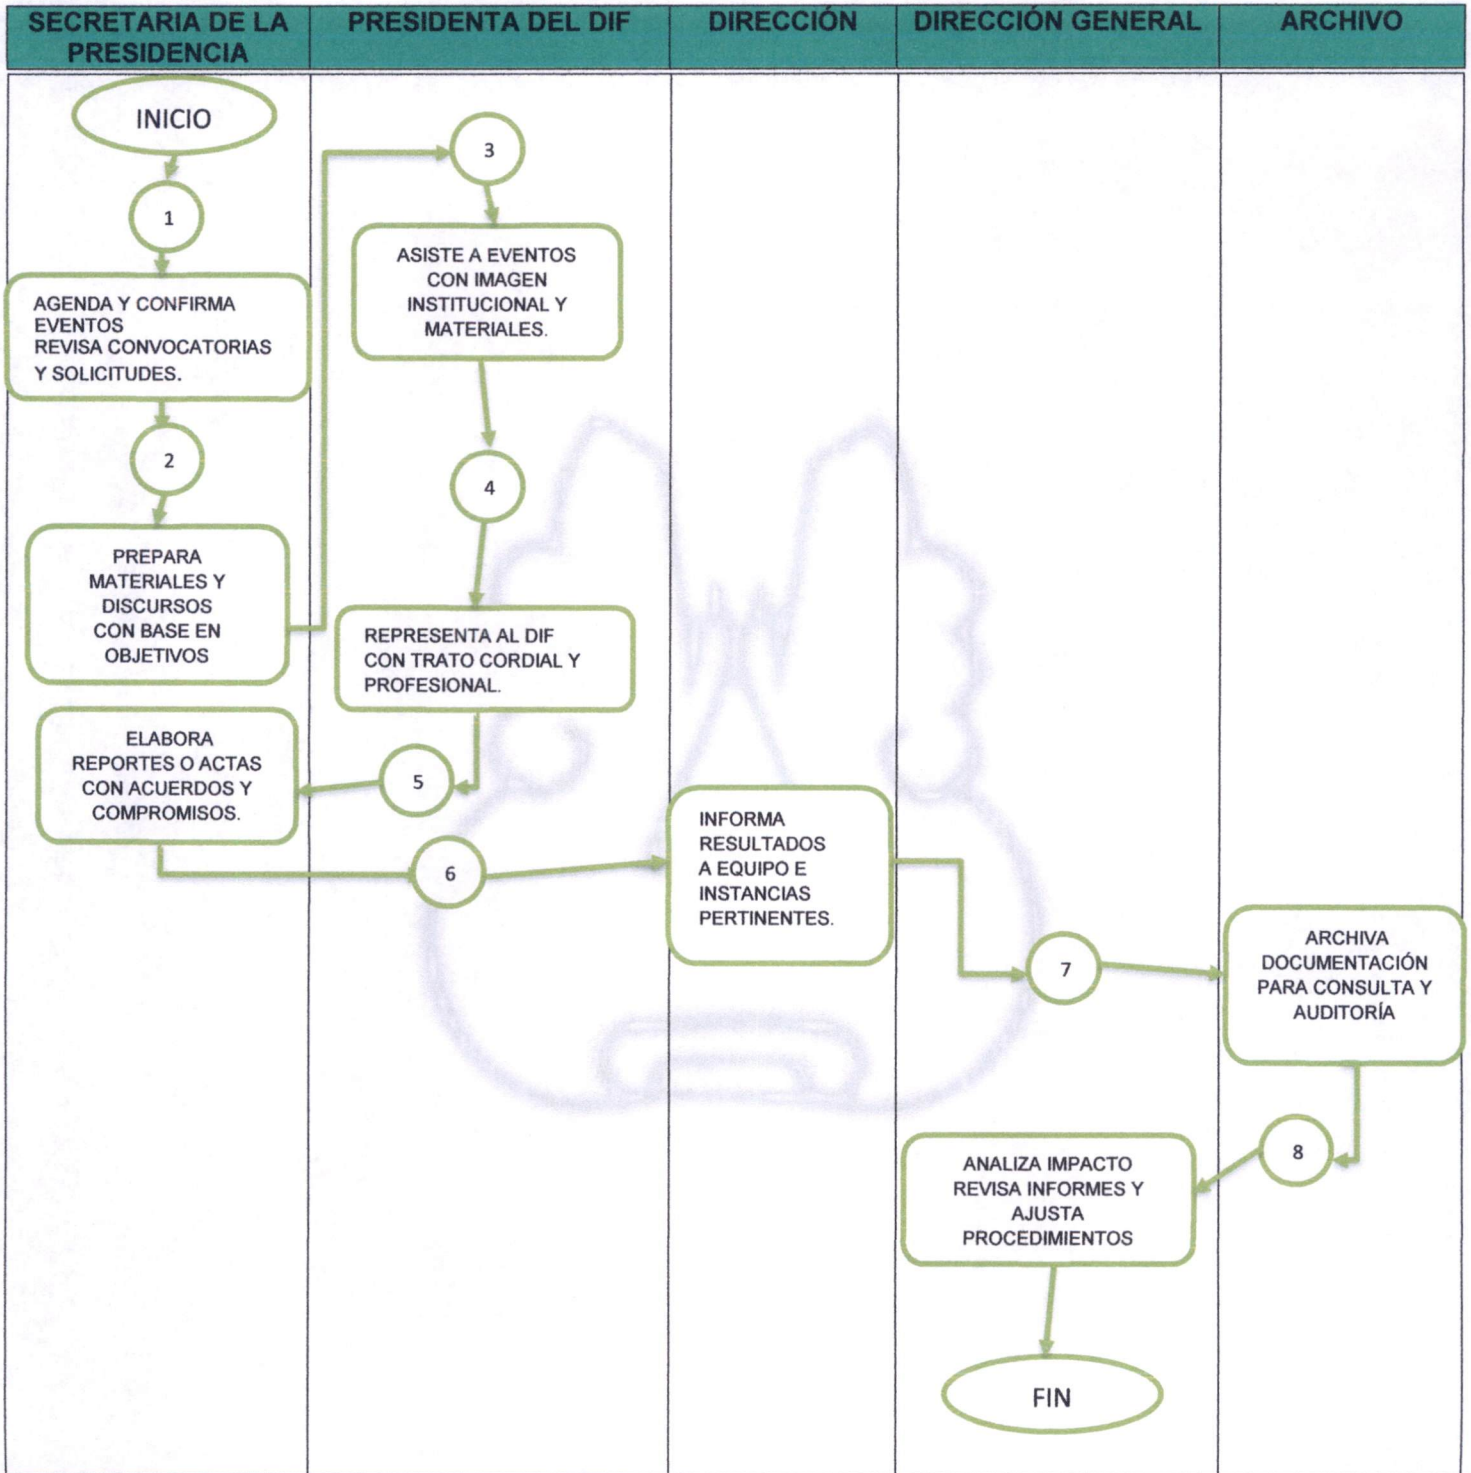 SECRETARIA DE LA
PRESIDENCIA
PRESIDENTA DEL DIF
DIRECCIÓN
DIRECCIÓN GENERAL
ARCHIVO
INICIO
1
AGENDA Y CONFIRMA
EVENTOS
REVISA CONVOCATORIAS
Y SOLICITUDES.
2
PREPARA
MATERIALES Y
DISCURSOS
CON BASE EN
OBJETIVOS
3
ASISTE A EVENTOS
CON IMAGEN
INSTITUCIONAL Y
MATERIALES.
4
REPRESENTA AL DIF
CON TRATO CORDIAL Y
PROFESIONAL.
5
ELABORA
REPORTES O ACTAS
CON ACUERDOS Y
COMPROMISOS.
6
INFORMA
RESULTADOS
A EQUIPO E
INSTANCIAS
PERTINENTES.
7
ARCHIVA
DOCUMENTACIÓN
PARA CONSULTA Y
AUDITORÍA
8
ANALIZA IMPACTO
REVISA INFORMES Y
AJUSTA
PROCEDIMIENTOS
FIN